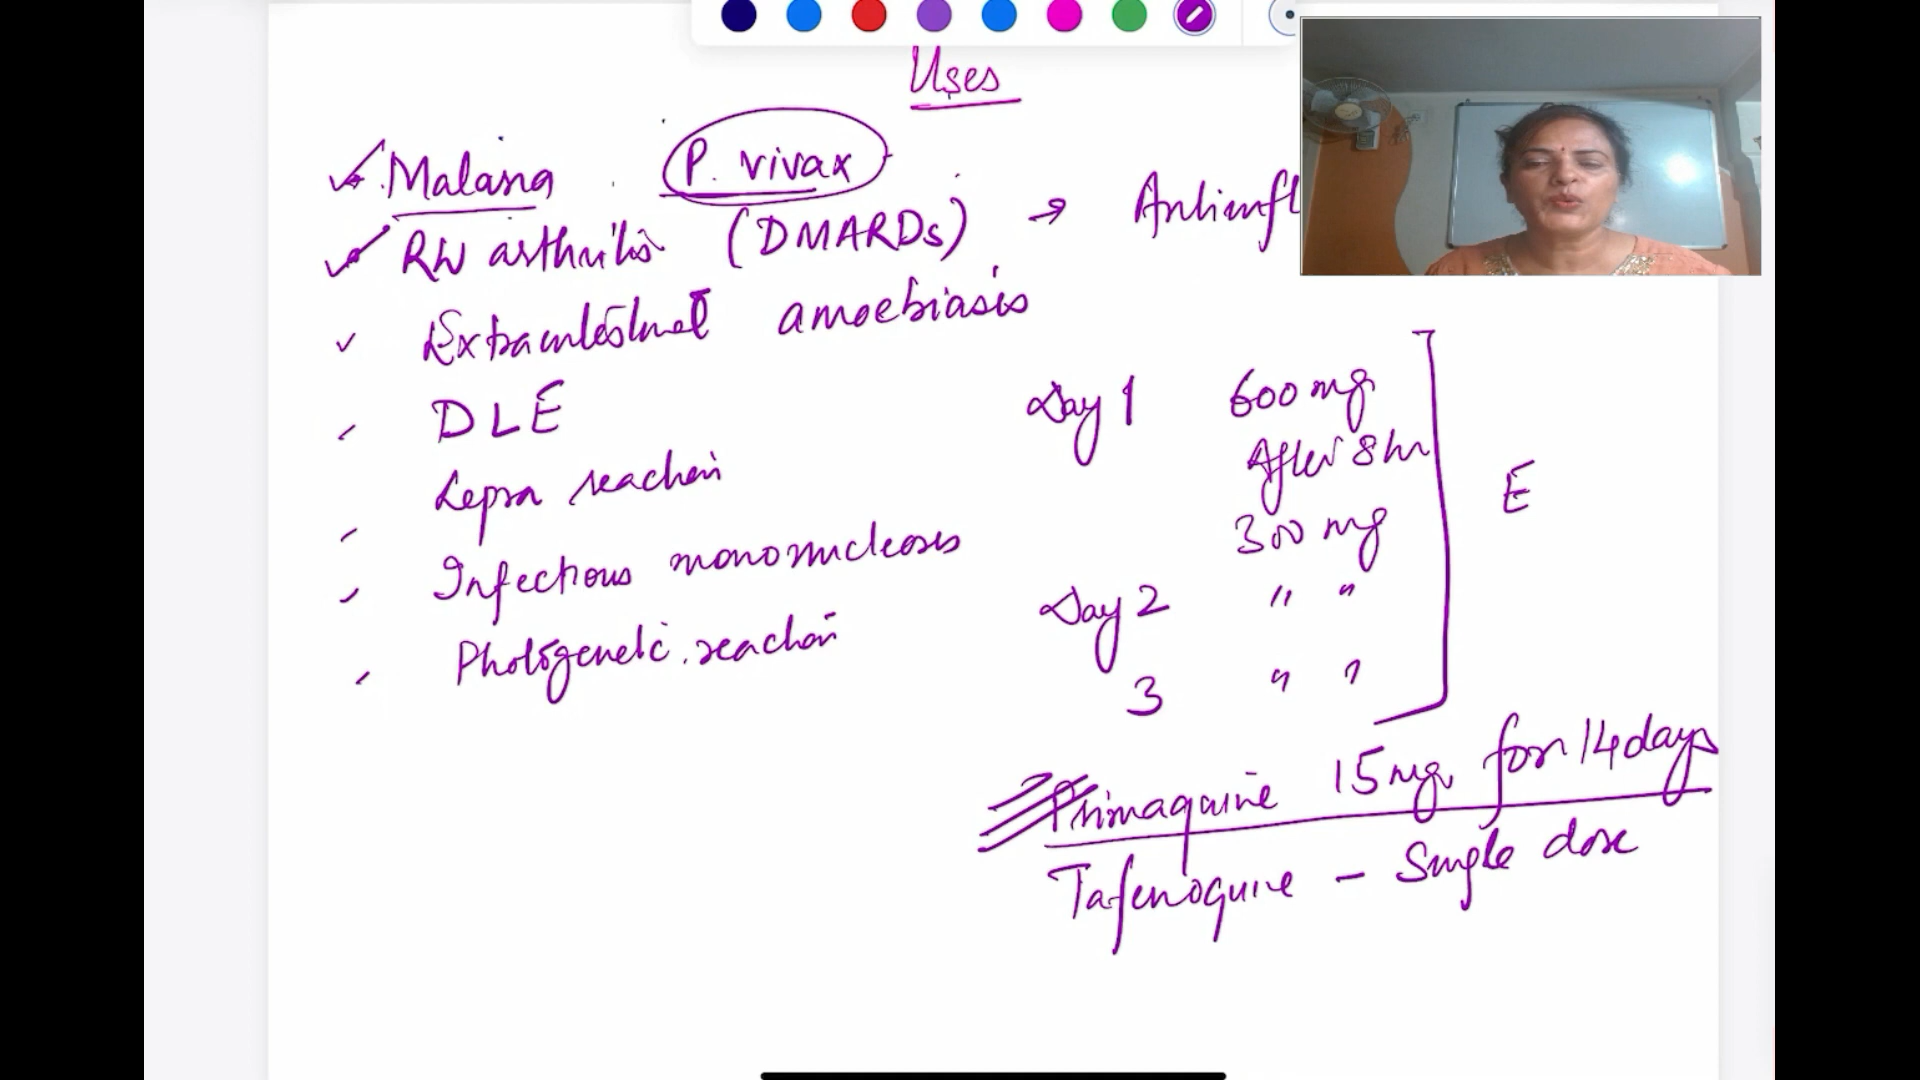 Uses
Malaria P. vivax
Rh arthritis (DMARDs) → Antiinfl
Extraintestinal amoebiasis
DLE
Lepra reaction
Infectious mononucleosis
Photogenetic reaction
Day 1 600 mg
After 8 hr
300 mg
Day 2 " "
3 " "
E
Primaquine 15 mg for 14 days
Tafenoquine - Single dose